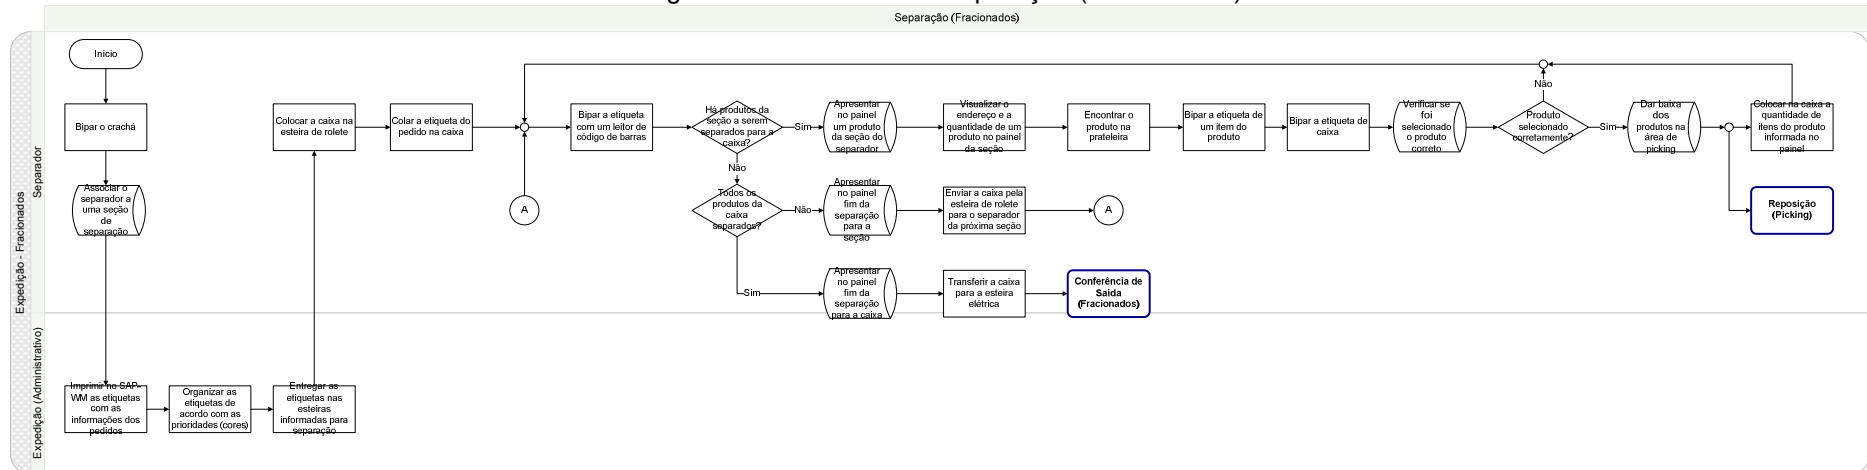 Separação (Fracionados)
Expedição - Fracionados
Separador
Expedição (Administrativo)
Início
Bipar o crachá
Associar o
separador a
uma seção
de
separação
Imprimir no SAP-
WM as etiquetas
com as
informações dos
pedidos
Organizar as
etiquetas de
acordo com as
prioridades (cores)
Entregar as
etiquetas nas
esteiras
informadas para
separação
Colocar a caixa na
esteira de rolete
Colar a etiqueta do
pedido na caixa
A
Bipar a etiqueta
com um leitor de
código de barras
Há produtos da
seção a serem
separados para a
caixa?
Sim
Não
Apresentar
no painel
um produto
da seção do
separador
Visualizar o
endereço e a
quantidade de um
produto no painel
da seção
Encontrar o
produto na
prateleira
Bipar a etiqueta de
um item do
produto
Bipar a etiqueta de
caixa
Verificar se
foi
selecionado
o produto
correto
Produto
selecionado
corretamente?
Não
Sim
Dar baixa
dos
produtos na
área de
picking
Colocar na caixa a
quantidade de
itens do produto
informada no
painel
Reposição
(Picking)
Todos os
produtos da
caixa
separados?
Não
Apresentar
no painel
fim da
separação
para a
seção
Enviar a caixa pela
esteira de rolete
para o separador
da próxima seção
A
Sim
Apresentar
no painel
fim da
separação
para a caixa
Transferir a caixa
para a esteira
elétrica
Conferência de
Saída
(Fracionados)